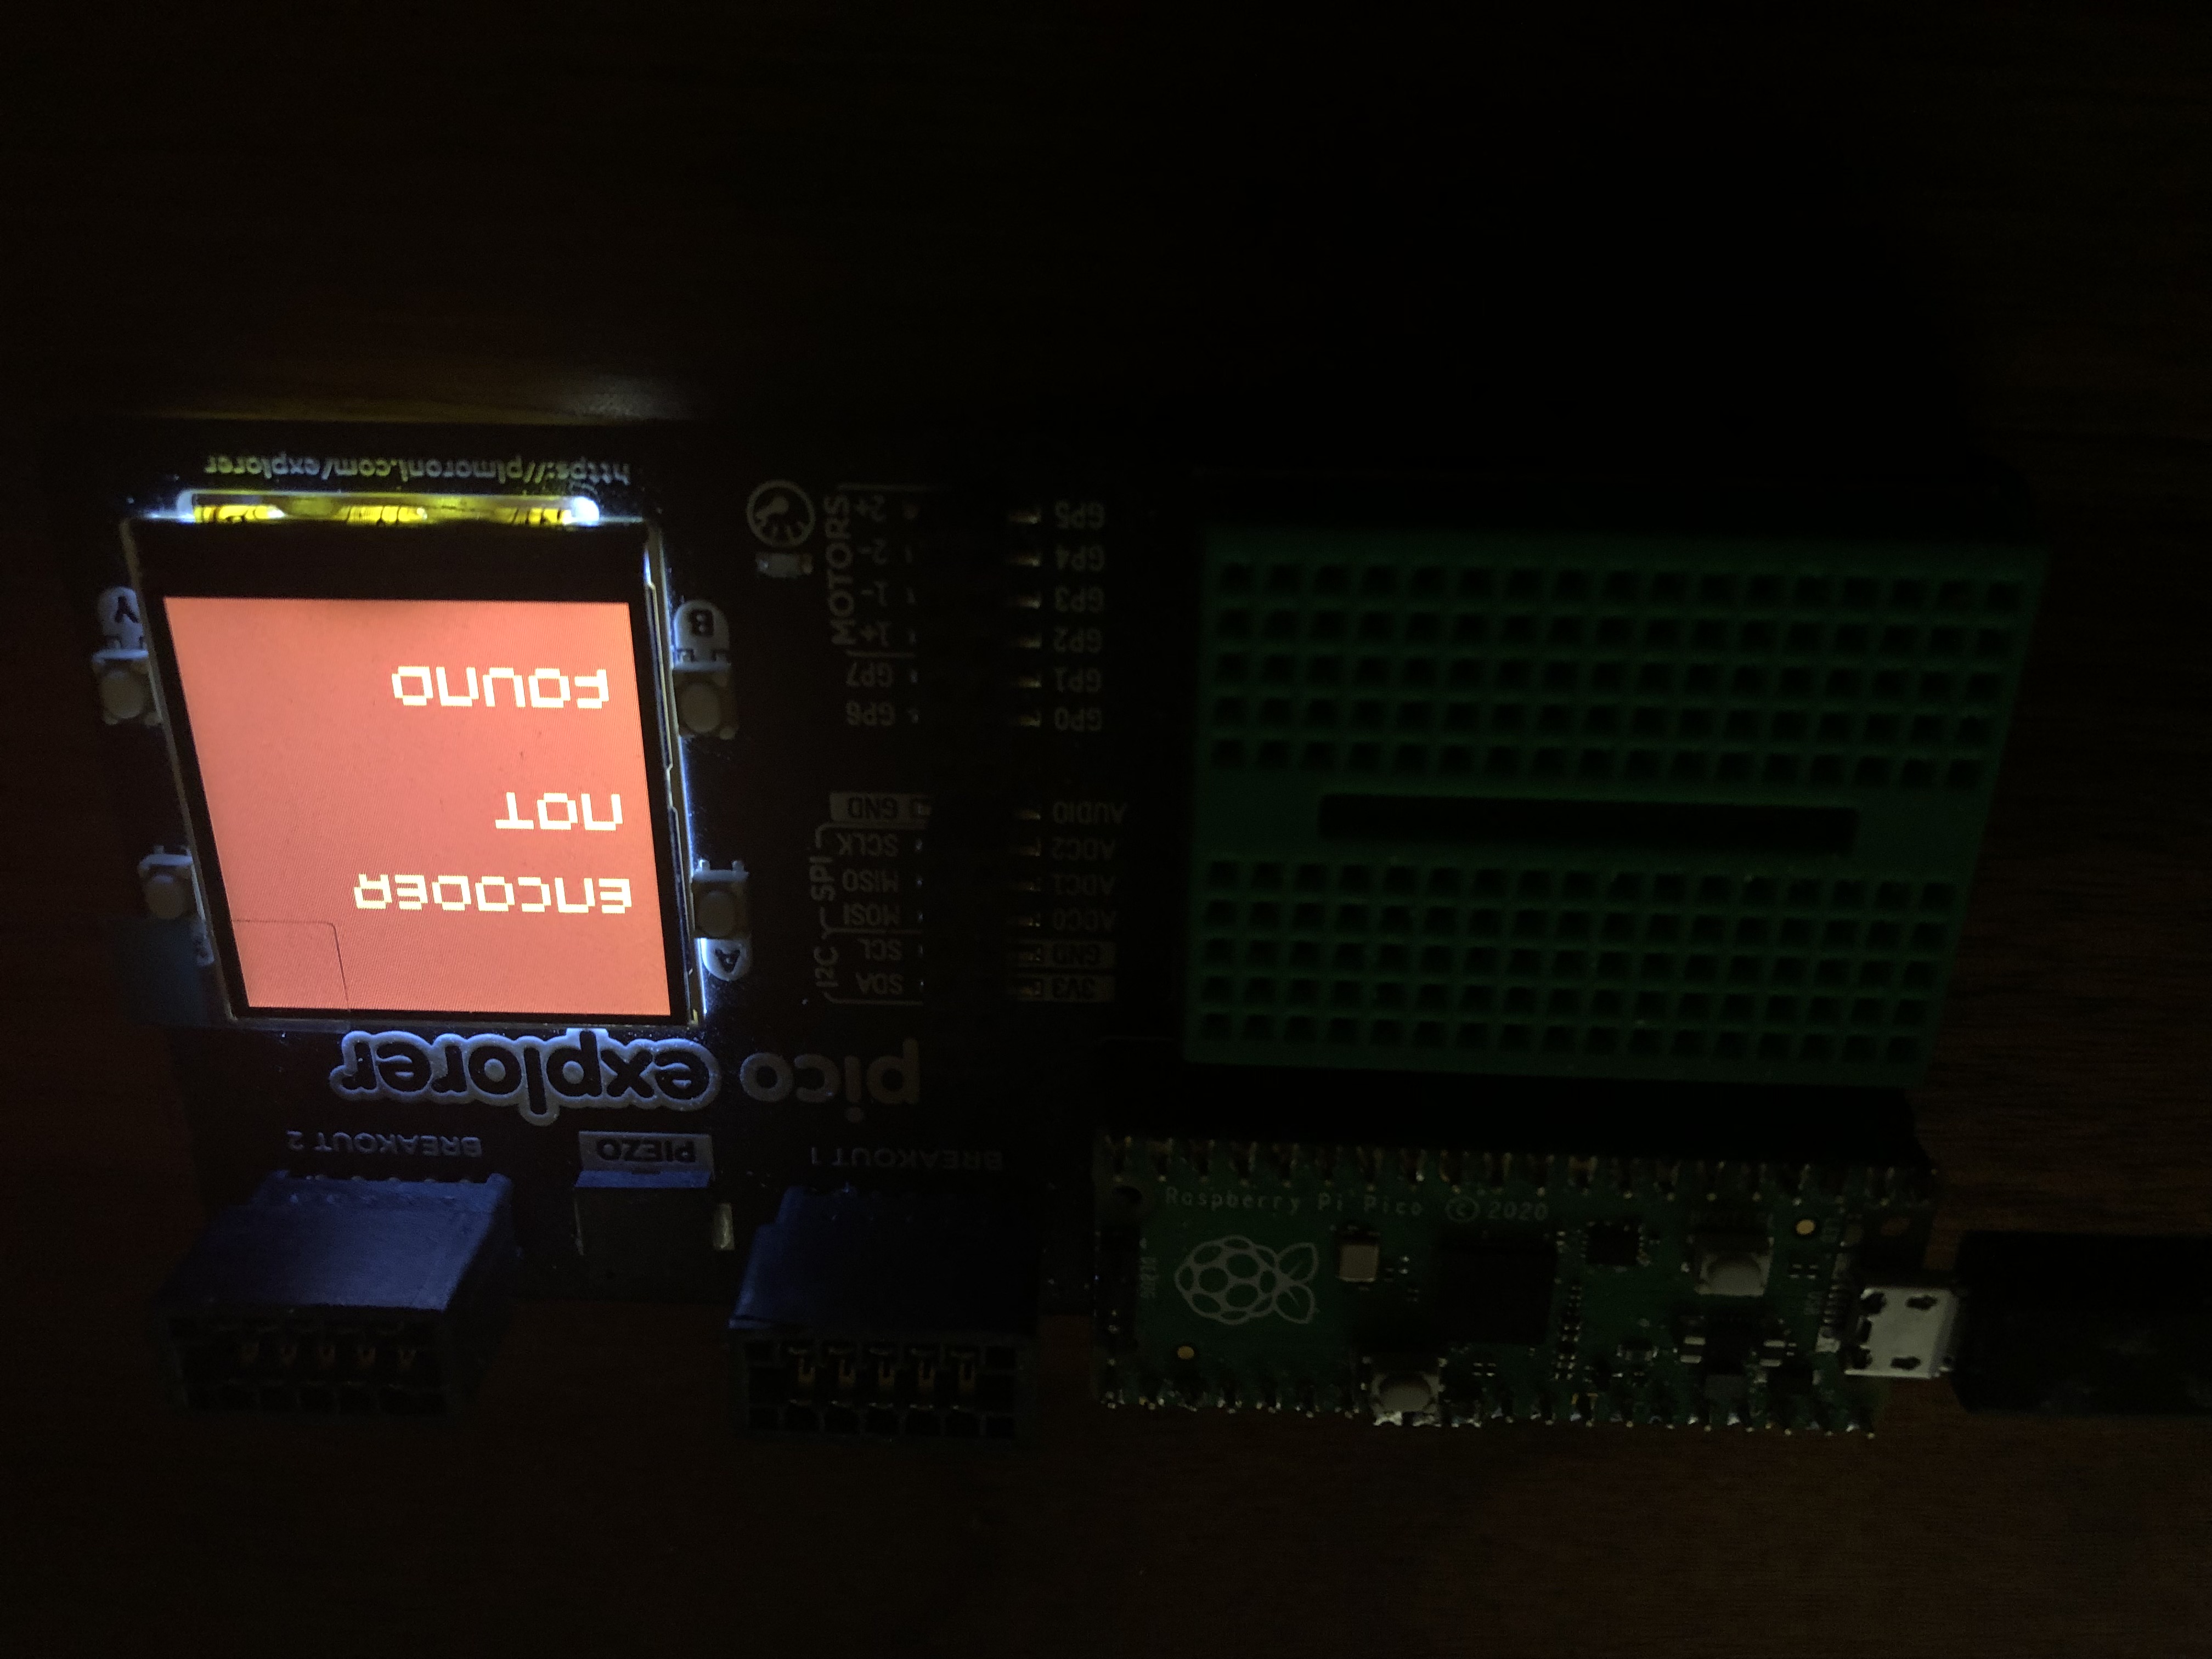 Raspberry Pi Pico © 2020
BREAKOUT 1
PIEZO
BREAKOUT 2
pico explorer
3V3
GND
ADC0
ADC1
ADC2
AUDIO
SDA
SCL
I2C
MOSI
MISO
SCLK
SPI
GND
GP0
GP1
GP2
GP3
GP4
GP5
GP6
GP7
1+
1-
2-
2+
MOTORS
A
B
Y
ENCODER
NOT
FOUND
https://pimoroni.com/explorer